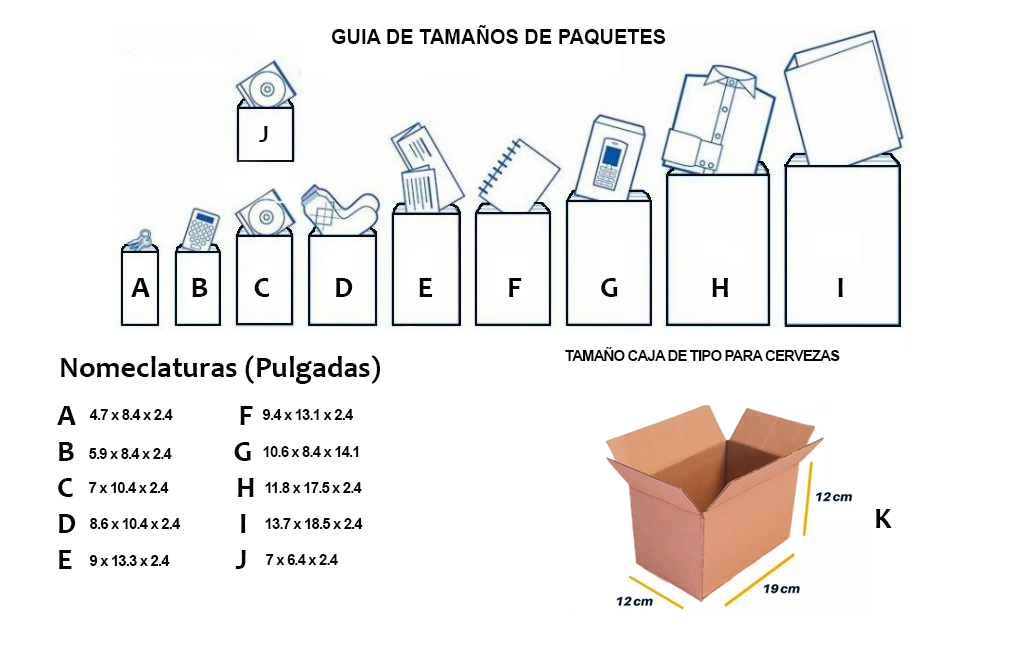 GUIA DE TAMAÑOS DE PAQUETES
J
A B C D E F G H I
TAMAÑO CAJA DE TIPO PARA CERVEZAS
Nomeclaturas (Pulgadas)
A 4.7 x 8.4 x 2.4
B 5.9 x 8.4 x 2.4
C 7 x 10.4 x 2.4
D 8.6 x 10.4 x 2.4
E 9 x 13.3 x 2.4
F 9.4 x 13.1 x 2.4
G 10.6 x 8.4 x 14.1
H 11.8 x 17.5 x 2.4
I 13.7 x 18.5 x 2.4
J 7 x 6.4 x 2.4
12cm
K
19cm
12cm